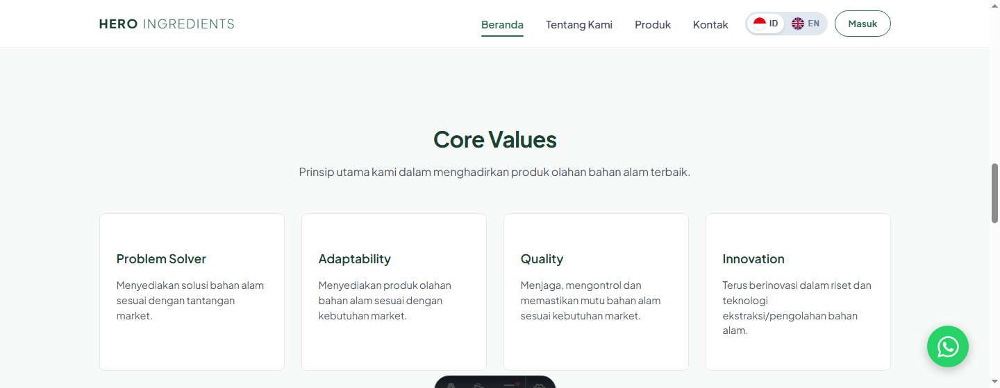 HERO INGREDIENTS
Beranda
Tentang Kami
Produk
Kontak
ID
EN
Masuk
Core Values
Prinsip utama kami dalam menghadirkan produk olahan bahan alam terbaik.
Problem Solver
Menyediakan solusi bahan alam
sesuai dengan tantangan
market.
Adaptability
Menyediakan produk olahan
bahan alam sesuai dengan
kebutuhan market.
Quality
Menjaga, mengontrol dan
memastikan mutu bahan alam
sesuai kebutuhan market.
Innovation
Terus berinovasi dalam riset dan
teknologi
ekstraksi/pengolahan bahan
alam.